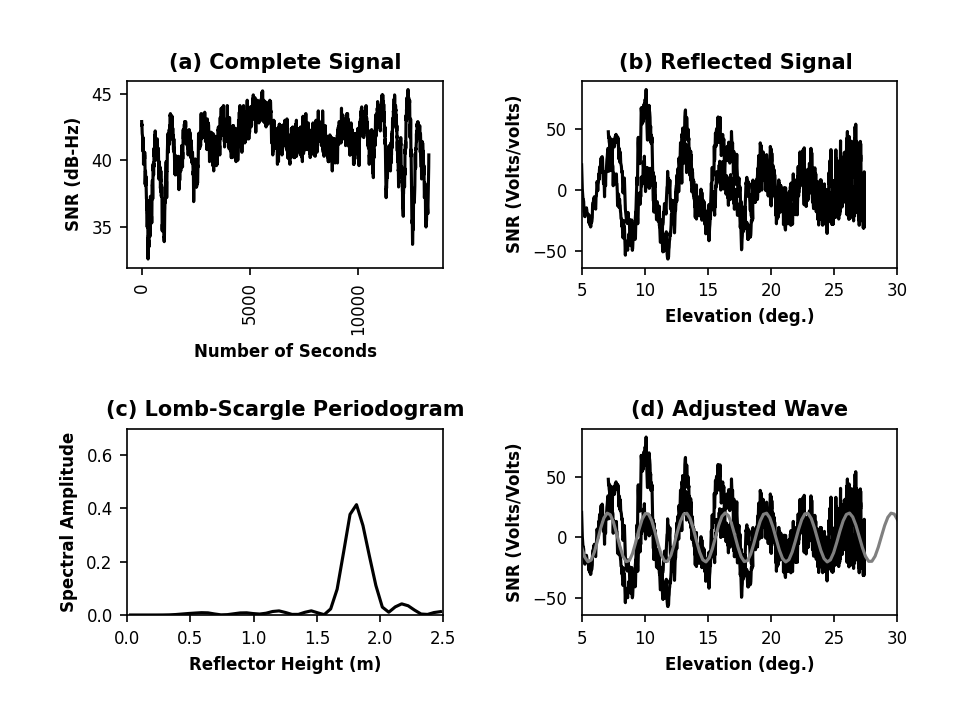 (a) Complete Signal
45
40
35
SNR (dB-Hz)
0
5000
10000
Number of Seconds
(b) Reflected Signal
50
0
−50
SNR (Volts/volts)
5 10 15 20 25 30
Elevation (deg.)
(c) Lomb-Scargle Periodogram
0.6
0.4
0.2
0.0
Spectral Amplitude
0.0 0.5 1.0 1.5 2.0 2.5
Reflector Height (m)
(d) Adjusted Wave
50
0
−50
SNR (Volts/Volts)
5 10 15 20 25 30
Elevation (deg.)